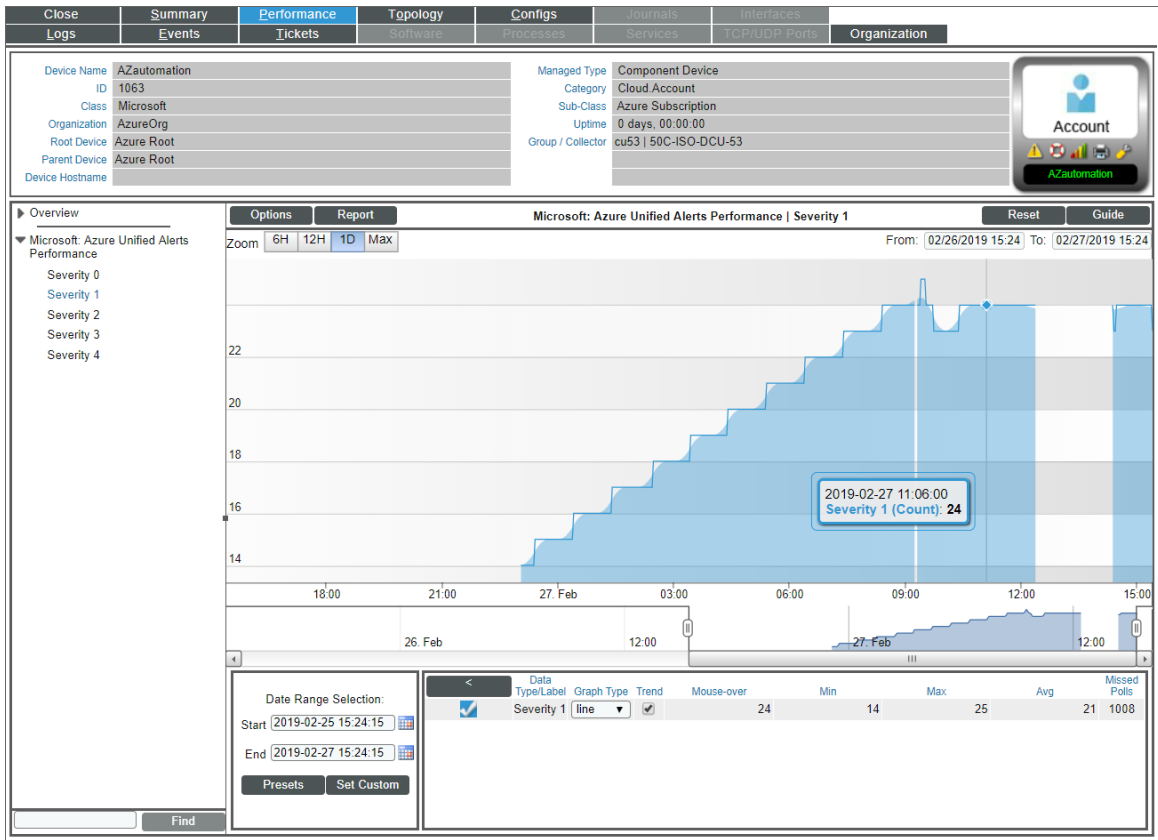 Close Summary Performance Topology Configs Journals Interfaces
Logs Events Tickets Software Processes Services TCP/UDP Ports Organization
Device Name AZautomation Managed Type Component Device
ID 1063 Category Cloud.Account
Class Microsoft Sub-Class Azure Subscription
Organization AzureOrg Uptime 0 days, 00:00:00
Root Device Azure Root Group / Collector cu53 | 50C-ISO-DCU-53
Parent Device Azure Root
Device Hostname
Account
AZautomation
Overview
Microsoft: Azure Unified Alerts
Performance
Severity 0
Severity 1
Severity 2
Severity 3
Severity 4
Find
Options Report Microsoft: Azure Unified Alerts Performance | Severity 1 Reset Guide
Zoom 6H 12H 1D Max From: 02/26/2019 15:24 To: 02/27/2019 15:24
22
20
18
16
14
2019-02-27 11:06:00
Severity 1 (Count): 24
18:00 21:00 27. Feb 03:00 06:00 09:00 12:00 15:00
26. Feb 12:00 27. Feb 12:00
Date Range Selection:
Start 2019-02-25 15:24:15
End 2019-02-27 15:24:15
Presets Set Custom
< Data Type/Label Graph Type Trend Mouse-over Min Max Avg Missed Polls
Severity 1 line 24 14 25 21 1008